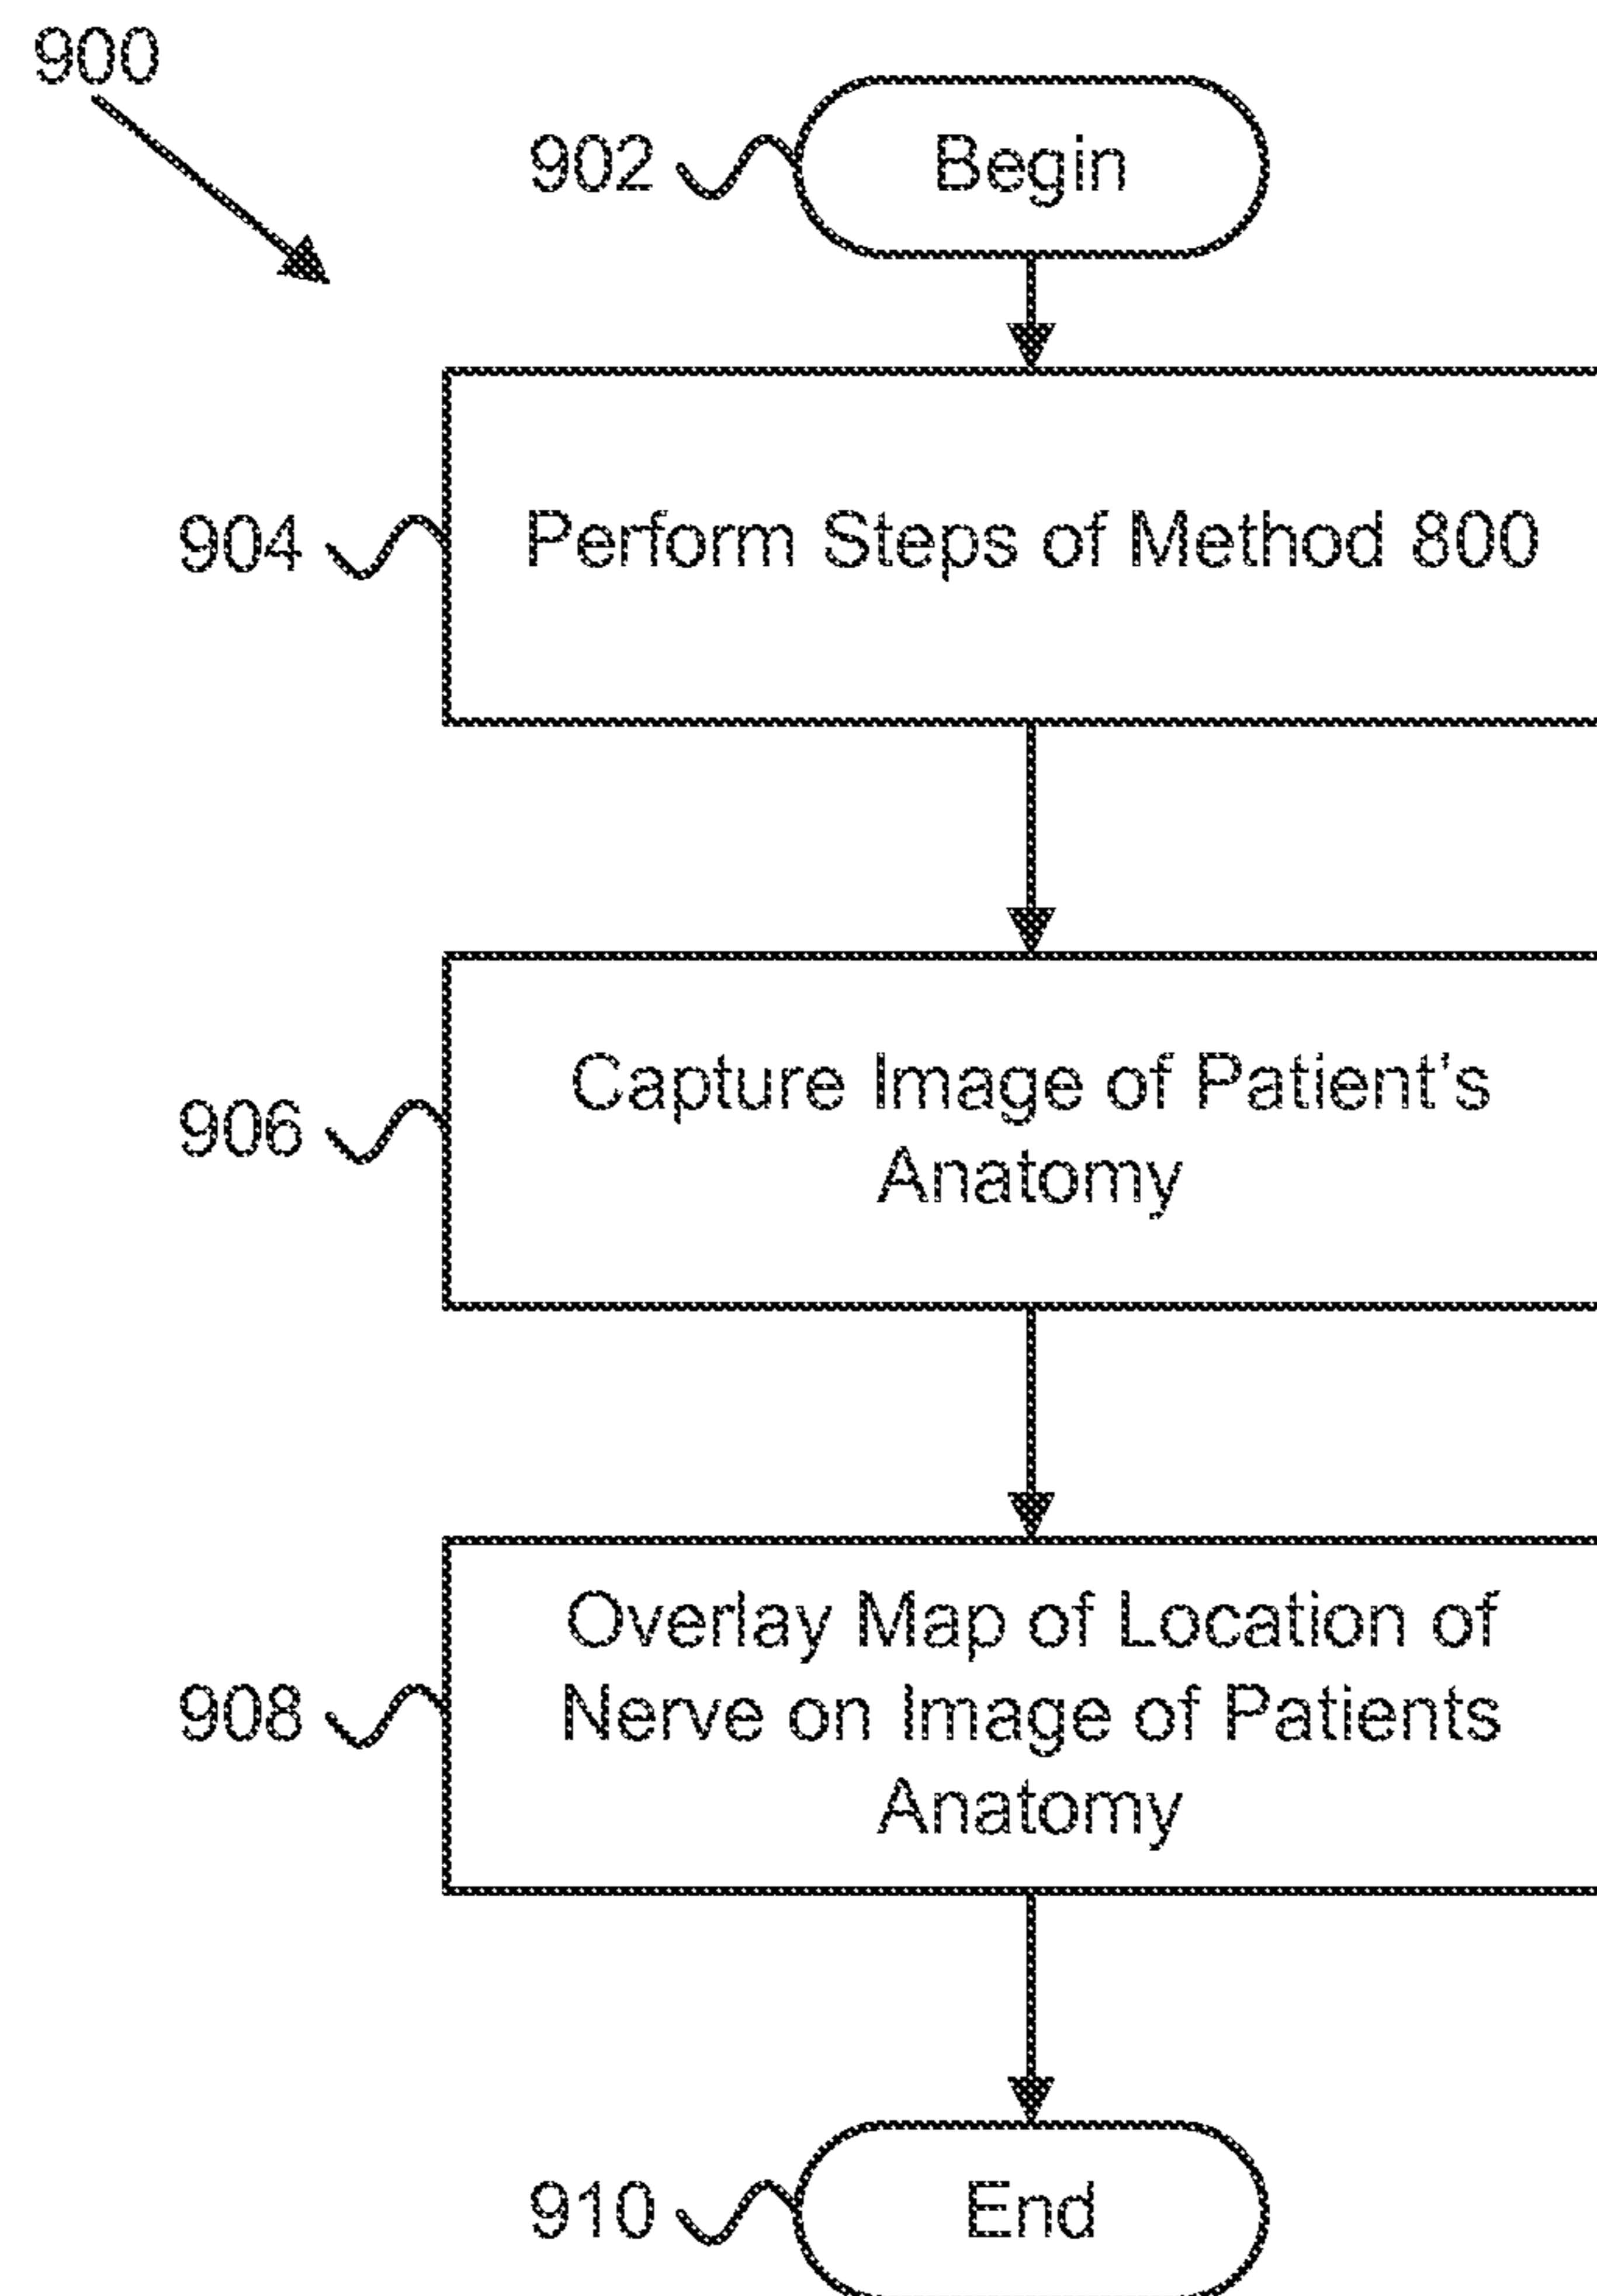 900
902
Begin
904
Perform Steps of Method 800
906
Capture Image of Patient's
Anatomy
908
Overlay Map of Location of
Nerve on Image of Patients
Anatomy
910
End